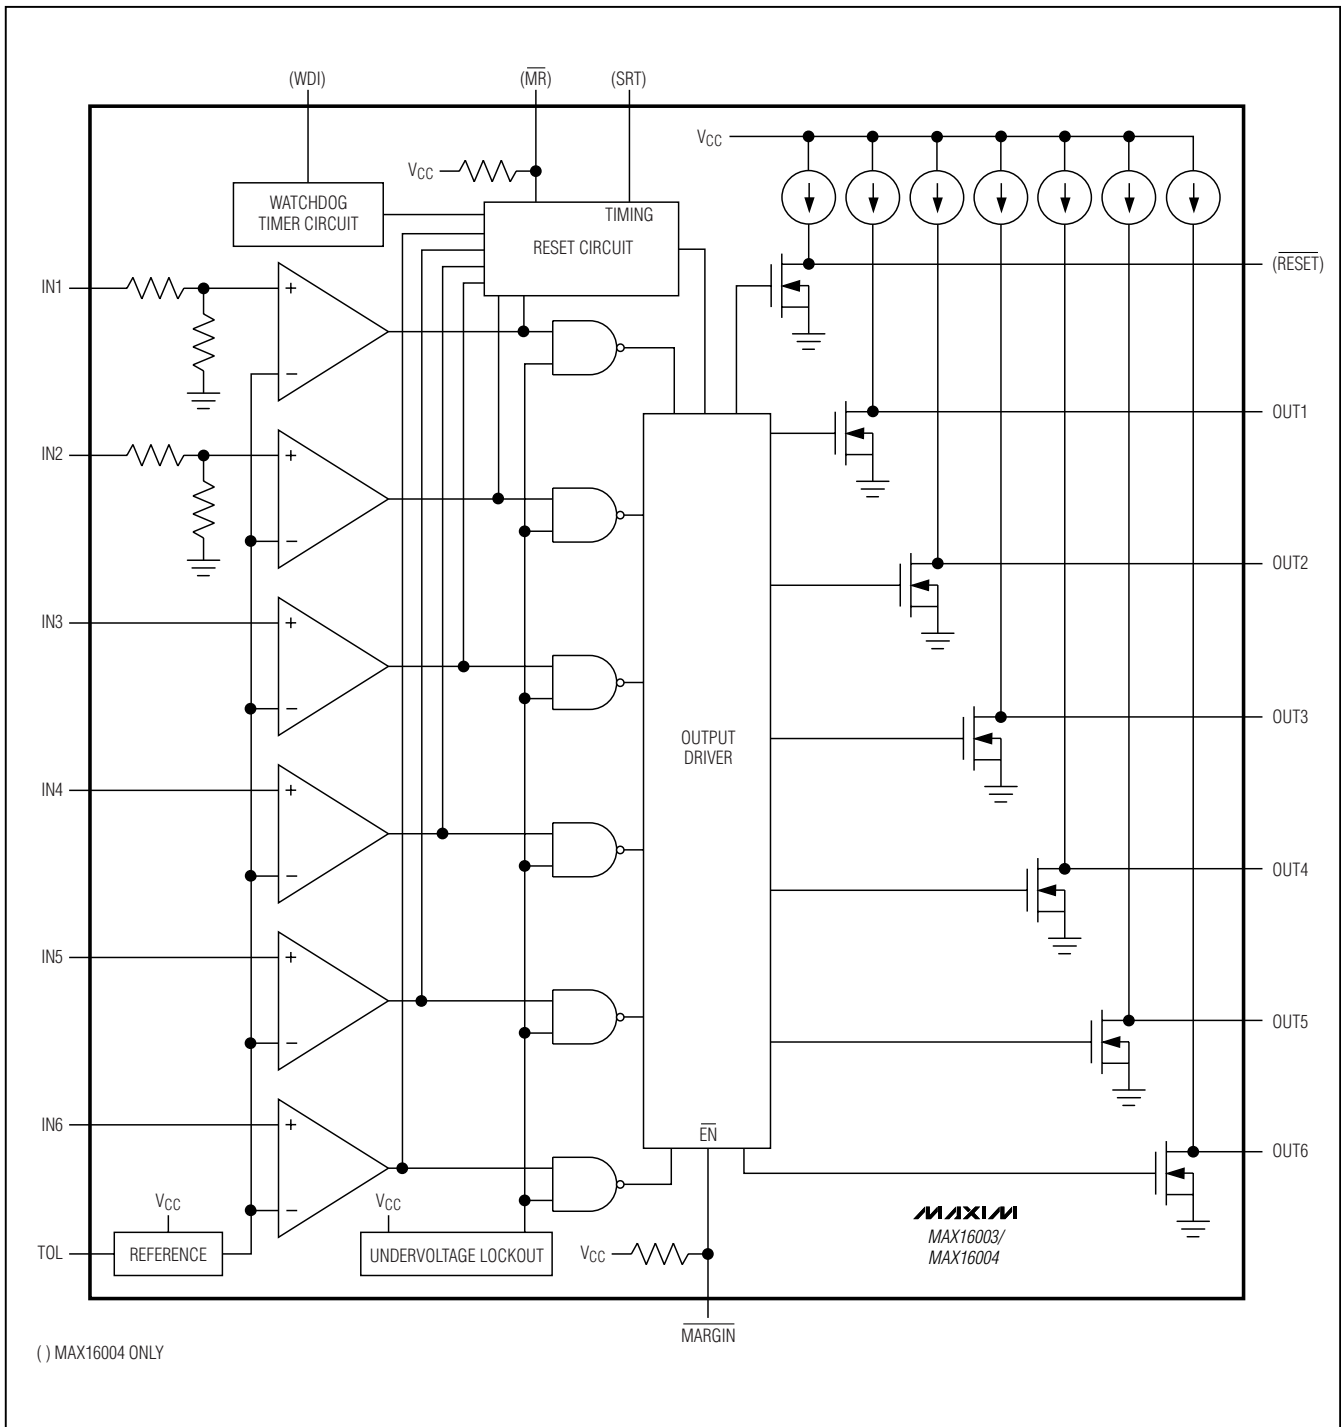 (WDI)
(MR)
(SRT)
VCC
VCC
WATCHDOG
TIMER CIRCUIT
TIMING
RESET CIRCUIT
(RESET)
IN1
+
−
OUT1
IN2
+
−
OUT2
IN3
+
−
OUT3
IN4
+
−
OUTPUT
DRIVER
OUT4
IN5
+
−
OUT5
IN6
+
−
EN
OUT6
VCC
VCC
MAXIM
MAX16003/
MAX16004
TOL
REFERENCE
UNDERVOLTAGE LOCKOUT
VCC
MARGIN
( ) MAX16004 ONLY